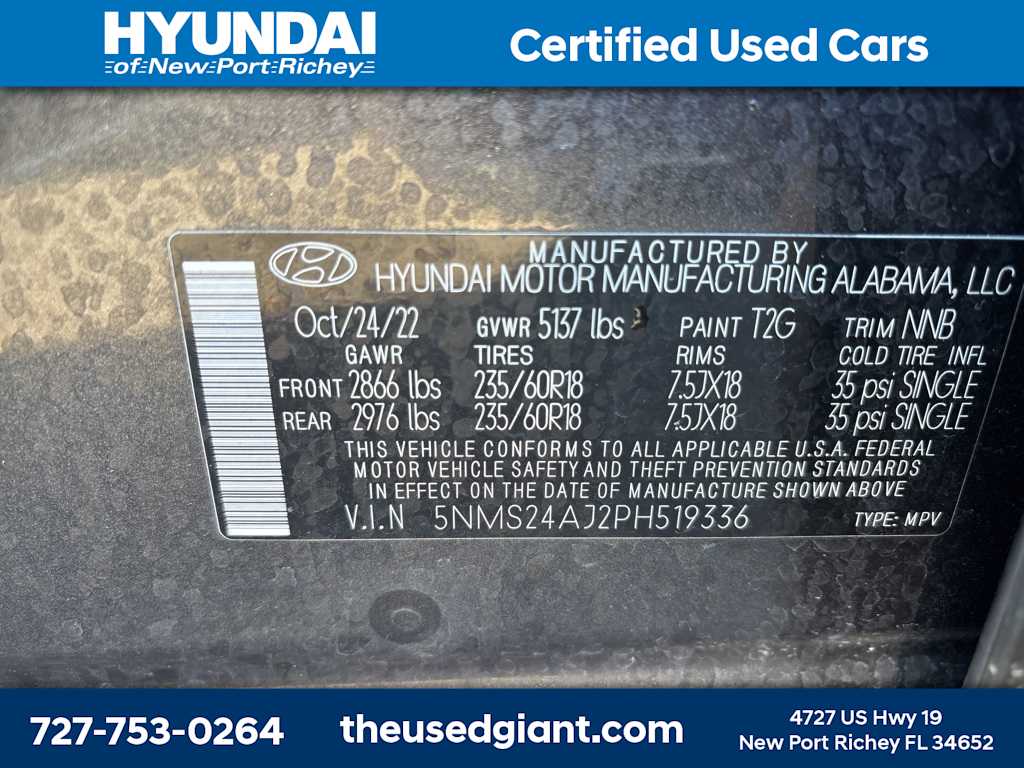 HYUNDAI
of New Port Richey
Certified Used Cars
MANUFACTURED BY
HYUNDAI MOTOR MANUFACTURING ALABAMA, LLC
Oct/24/22 GVWR 5137 lbs PAINT T2G TRIM NNB
GAWR TIRES RIMS COLD TIRE INFL
FRONT 2866 lbs 235/60R18 7.5JX18 35 psi SINGLE
REAR 2976 lbs 235/60R18 7.5JX18 35 psi SINGLE
THIS VEHICLE CONFORMS TO ALL APPLICABLE U.S.A. FEDERAL
MOTOR VEHICLE SAFETY AND THEFT PREVENTION STANDARDS
IN EFFECT ON THE DATE OF MANUFACTURE SHOWN ABOVE
V.I.N 5NMS24AJ2PH519336 TYPE: MPV
727-753-0264
theusedgiant.com
4727 US Hwy 19
New Port Richey FL 34652